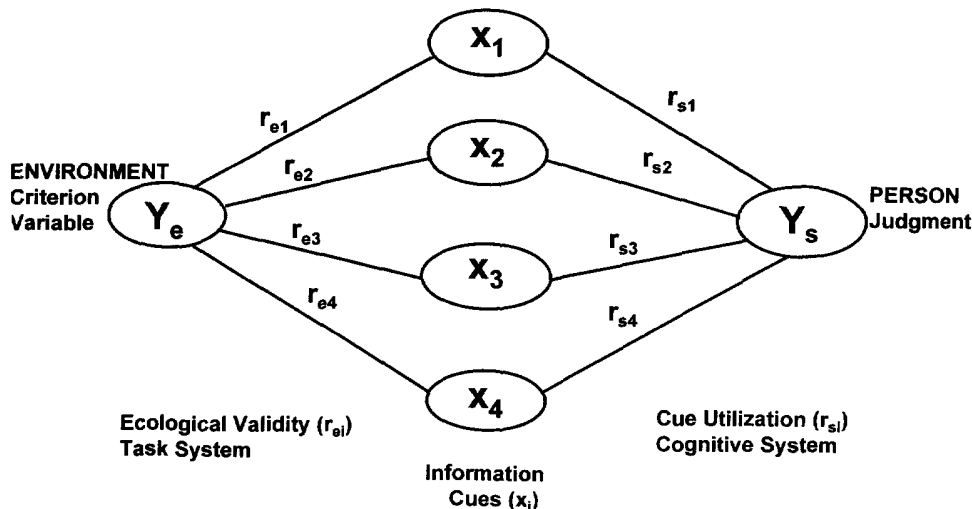 X₁
rₑ₁
rₛ₁
X₂
rₑ₂
rₛ₂
ENVIRONMENT
Criterion
Variable
Yₑ
Yₛ
PERSON
Judgment
rₑ₃
rₛ₃
X₃
rₑ₄
rₛ₄
X₄
Ecological Validity (rₑᵢ)
Task System
Cue Utilization (rₛᵢ)
Cognitive System
Information
Cues (xᵢ)